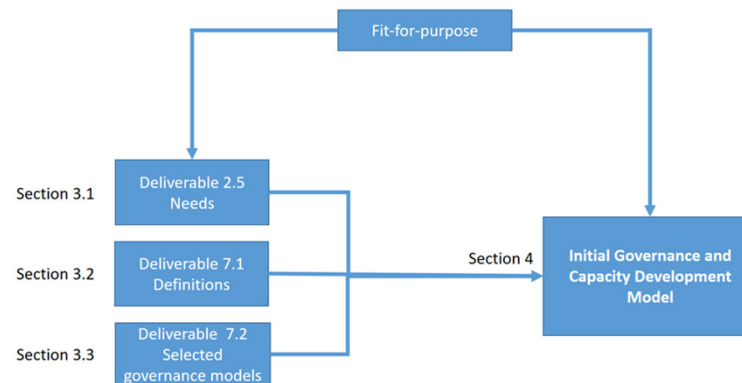 Fit-for-purpose
Section 3.1
Deliverable 2.5
Needs
Section 3.2
Deliverable 7.1
Definitions
Section 3.3
Deliverable 7.2
Selected
governance models
Section 4
Initial Governance and
Capacity Development
Model